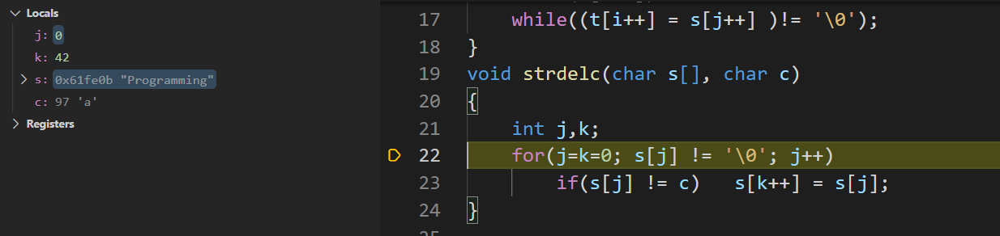 Locals
j: 0
k: 42
s: 0x61fe0b "Programming"
c: 97 'a'
Registers
17 while((t[i++] = s[j++] )!= '\0');
18 }
19 void strdelc(char s[], char c)
20 {
21 int j,k;
22 for(j=k=0; s[j] != '\0'; j++)
23 if(s[j] != c) s[k++] = s[j];
24 }